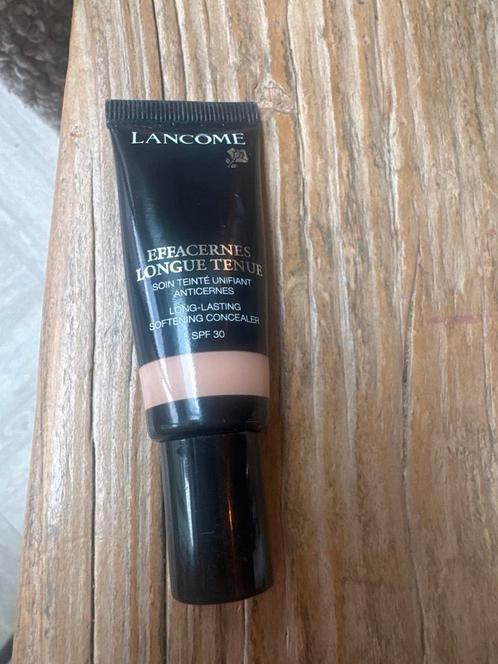 LANCOME
EFFACERNES
LONGUE TENUE
SOIN TEINTÉ UNIFIANT
ANTICERNES
LONG-LASTING
SOFTENING CONCEALER
SPF 30